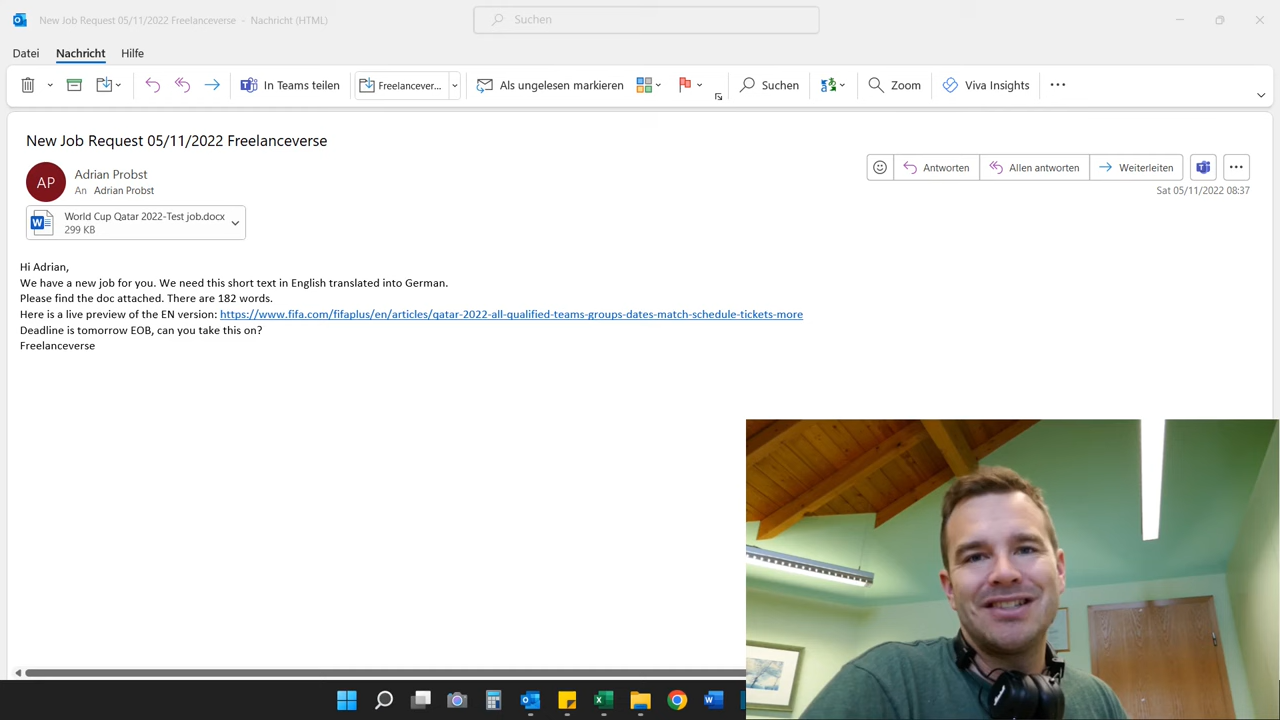 New Job Request 05/11/2022 Freelanceverse - Nachricht (HTML)
Suchen
Datei Nachricht Hilfe
In Teams teilen Freelancever... Als ungelesen markieren Suchen Zoom Viva Insights
New Job Request 05/11/2022 Freelanceverse
AP
Adrian Probst
An Adrian Probst
Antworten Allen antworten Weiterleiten
Sat 05/11/2022 08:37
World Cup Qatar 2022-Test job.docx
299 KB
Hi Adrian,
We have a new job for you. We need this short text in English translated into German.
Please find the doc attached. There are 182 words.
Here is a live preview of the EN version: https://www.fifa.com/fifaplus/en/articles/qatar-2022-all-qualified-teams-groups-dates-match-schedule-tickets-more
Deadline is tomorrow EOB, can you take this on?
Freelanceverse